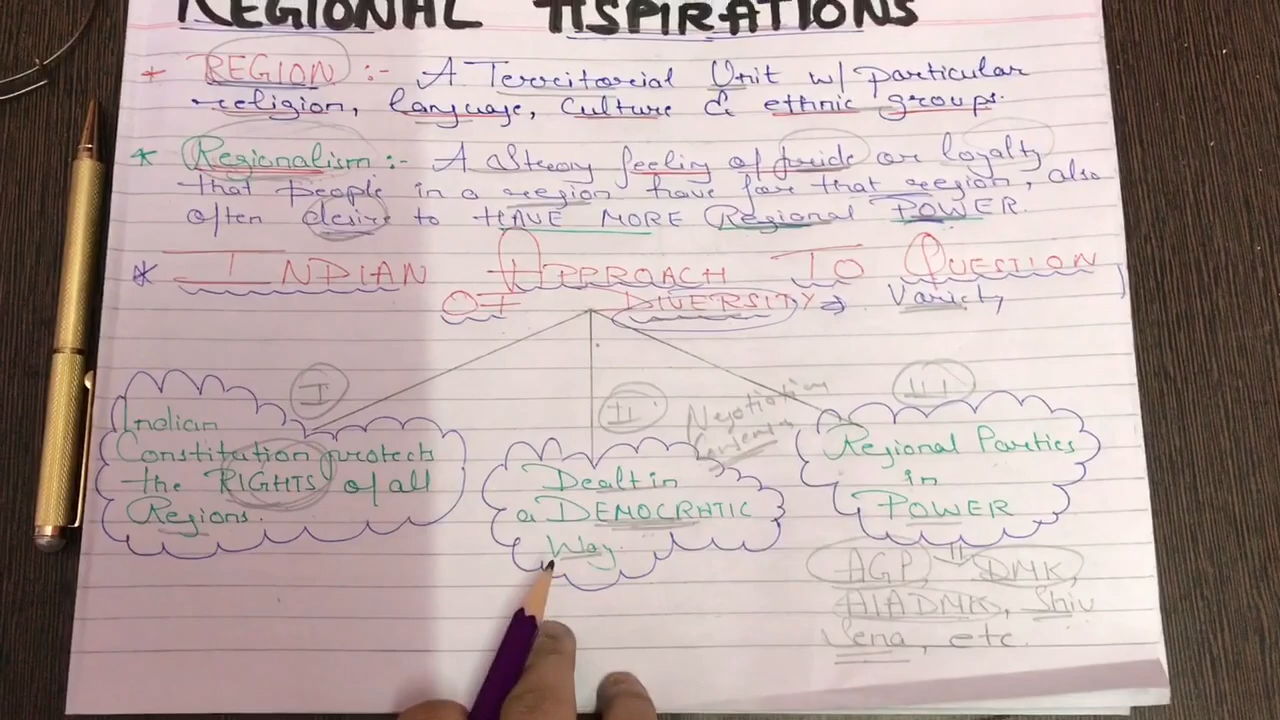 REGIONAL ASPIRATIONS
* REGION :- A Territorial Unit w/ particular
religion, language, culture & ethnic groups.
* Regionalism :- A strong feeling of pride or loyalty
that people in a region have for that region, also
often desire to HAVE MORE Regional POWER.
* INDIAN APPROACH TO QUESTION
OF DIVERSITY → Variety
I
Indian
Constitution protects
the RIGHTS of all
Regions.
II
Negotiation
Dealt in
a DEMOCRATIC
Way.
III
Regional Parties
in
POWER
AGP, DMK,
AIADMK, Shiv
Sena, etc.